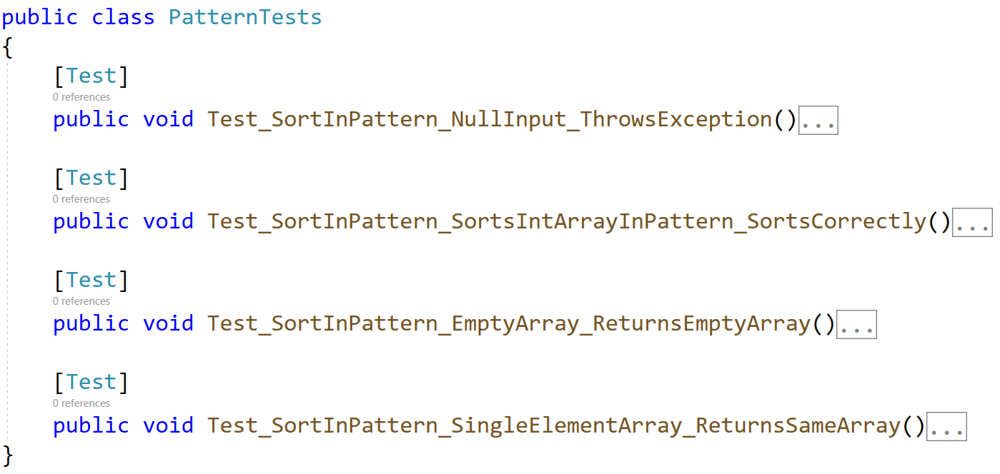 public class PatternTests
{
[Test]
0 references
public void Test_SortInPattern_NullInput_ThrowsException()...
[Test]
0 references
public void Test_SortInPattern_SortsIntArrayInPattern_SortsCorrectly()...
[Test]
0 references
public void Test_SortInPattern_EmptyArray_ReturnsEmptyArray()...
[Test]
0 references
public void Test_SortInPattern_SingleElementArray_ReturnsSameArray()...
}